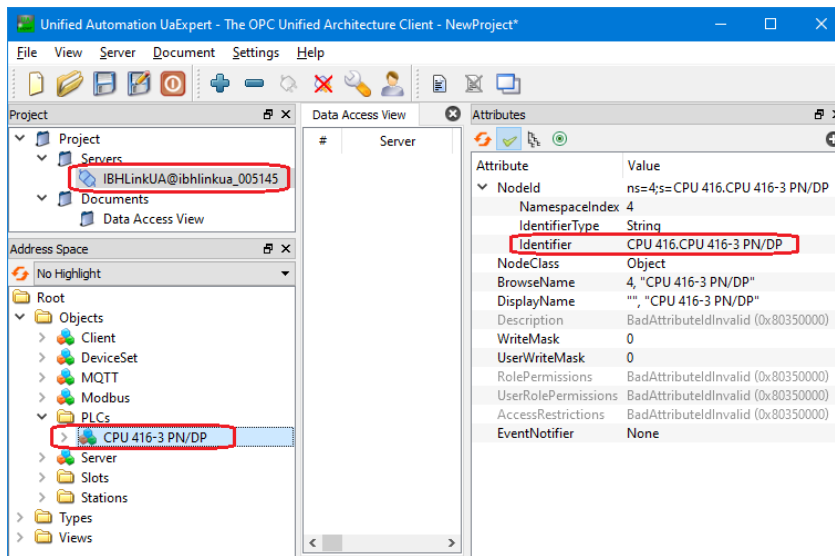 Unified Automation UaExpert - The OPC Unified Architecture Client - NewProject*
File View Server Document Settings Help
Project
Project
Servers
IBHLinkUA@ibhlinkua_005145
Documents
Data Access View
Address Space
No Highlight
Root
Objects
Client
DeviceSet
MQTT
Modbus
PLCs
CPU 416-3 PN/DP
Server
Slots
Stations
Types
Views
Data Access View
# Server
Attributes
Attribute Value
NodeId ns=4;s=CPU 416.CPU 416-3 PN/DP
NamespaceIndex 4
IdentifierType String
Identifier CPU 416.CPU 416-3 PN/DP
NodeClass Object
BrowseName 4, "CPU 416-3 PN/DP"
DisplayName "", "CPU 416-3 PN/DP"
Description BadAttributeIdInvalid (0x80350000)
WriteMask 0
UserWriteMask 0
RolePermissions BadAttributeIdInvalid (0x80350000)
UserRolePermissions BadAttributeIdInvalid (0x80350000)
AccessRestrictions BadAttributeIdInvalid (0x80350000)
EventNotifier None